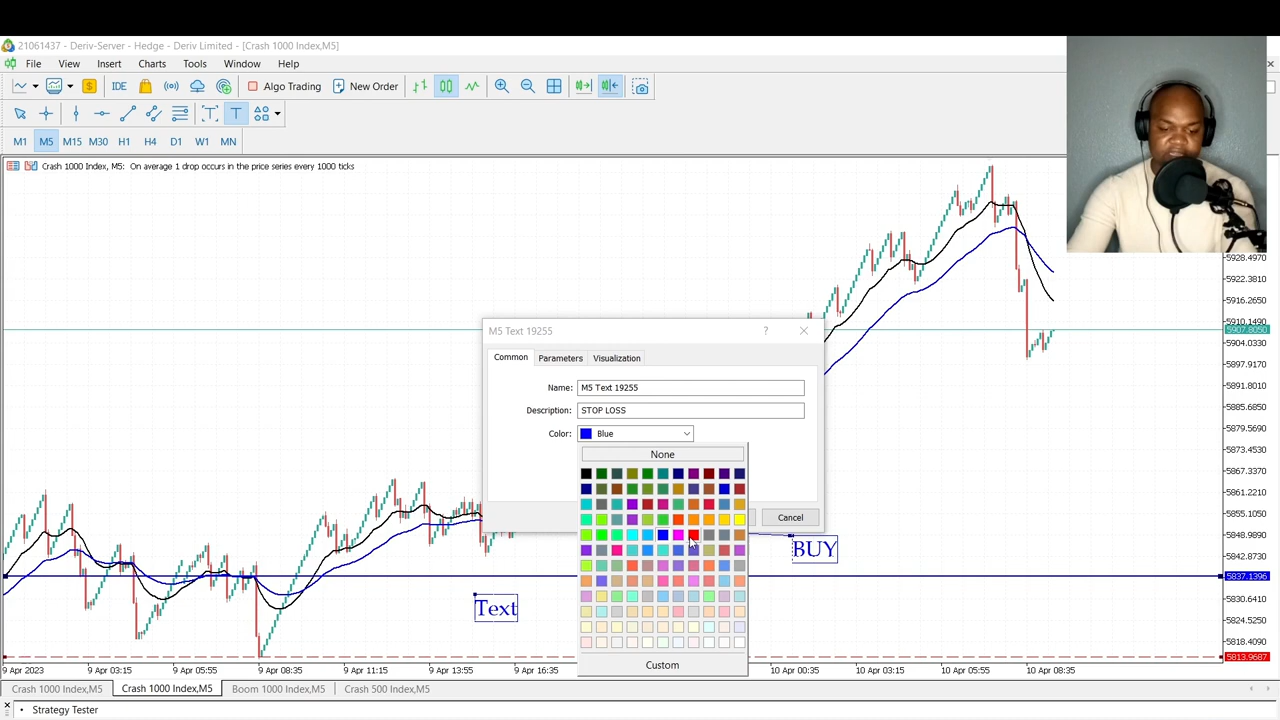 21061437 - Deriv-Server - Hedge - Deriv Limited - [Crash 1000 Index,M5]
File View Insert Charts Tools Window Help
IDE Algo Trading New Order
M1 M5 M15 M30 H1 H4 D1 W1 MN
Crash 1000 Index, M5: On average 1 drop occurs in the price series every 1000 ticks
5928.4970
5922.3810
5916.2650
5910.1490
5907.8050
5904.0330
5897.9170
5891.8010
5885.6850
5879.5690
5873.4530
5867.3370
5861.2210
5855.1050
5848.9890
5842.8730
5837.1396
5830.6410
5824.5250
5818.4090
5813.9687
M5 Text 19255
Common Parameters Visualization
Name: M5 Text 19255
Description: STOP LOSS
Color: Blue
None
Cancel
Custom
BUY
Text
9 Apr 2023 9 Apr 03:15 9 Apr 05:55 9 Apr 08:35 9 Apr 11:15 9 Apr 13:55 9 Apr 16:35 10 Apr 00:35 10 Apr 03:15 10 Apr 05:55 10 Apr 08:35
Crash 1000 Index,M5 Crash 1000 Index,M5 Boom 1000 Index,M5 Crash 500 Index,M5
Strategy Tester